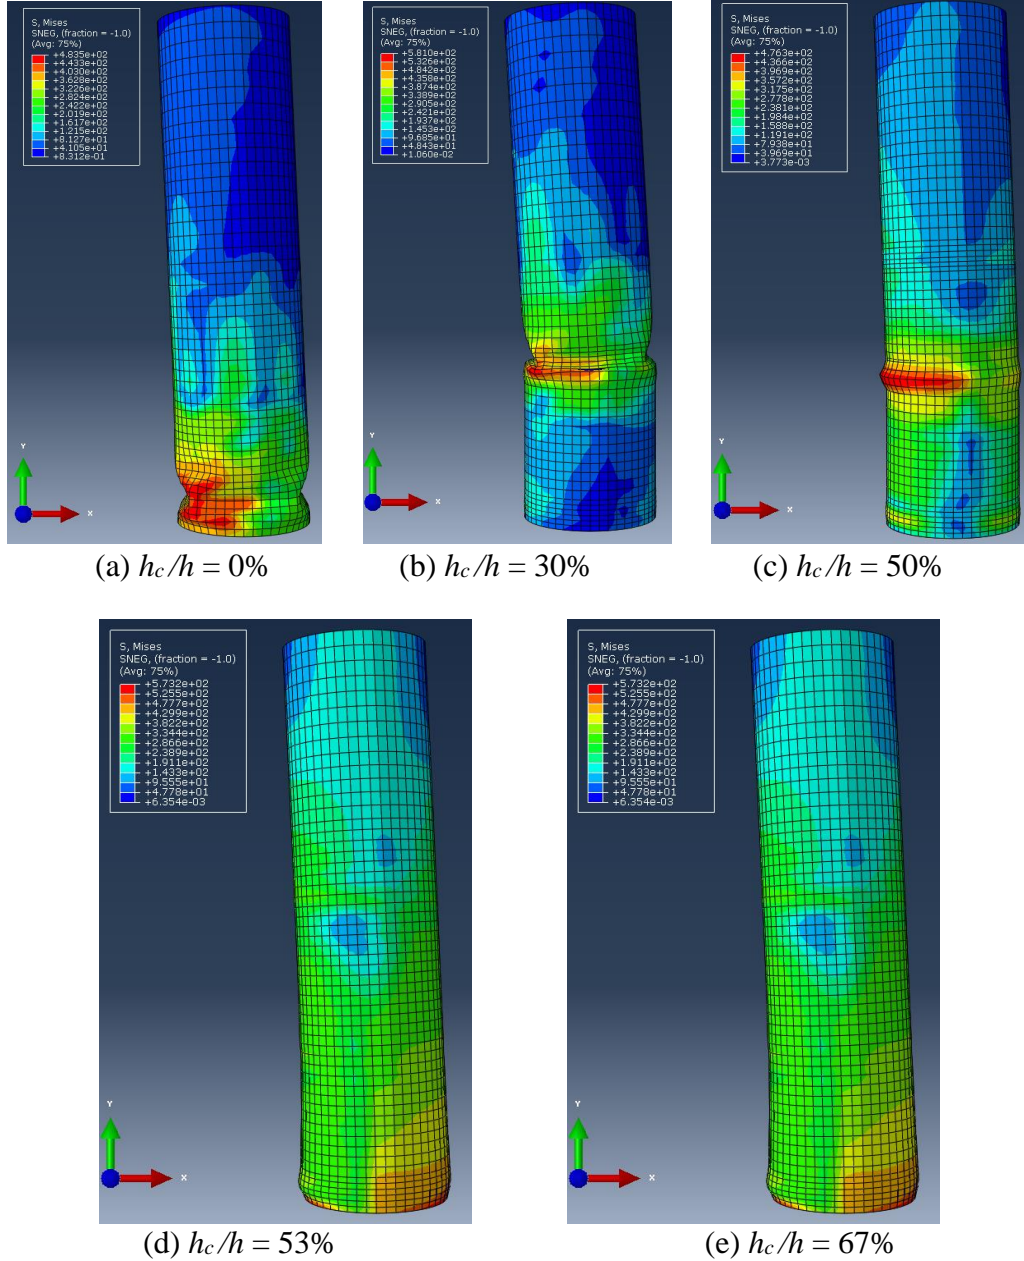 S, Mises
SNEG, (fraction = -1.0)
(Avg: 75%)
+4.835e+02
+4.433e+02
+4.030e+02
+3.628e+02
+3.226e+02
+2.824e+02
+2.422e+02
+2.019e+02
+1.617e+02
+1.215e+02
+8.127e+01
+4.105e+01
+8.312e-01
Y
X
(a) hc/h = 0%
S, Mises
SNEG, (fraction = -1.0)
(Avg: 75%)
+5.810e+02
+5.326e+02
+4.842e+02
+4.358e+02
+3.874e+02
+3.389e+02
+2.905e+02
+2.421e+02
+1.937e+02
+1.453e+02
+9.685e+01
+4.843e+01
+1.060e-02
Y
X
(b) hc/h = 30%
S, Mises
SNEG, (fraction = -1.0)
(Avg: 75%)
+4.763e+02
+4.366e+02
+3.969e+02
+3.572e+02
+3.175e+02
+2.778e+02
+2.381e+02
+1.984e+02
+1.588e+02
+1.191e+02
+7.938e+01
+3.969e+01
+3.773e-03
Y
X
(c) hc/h = 50%
S, Mises
SNEG, (fraction = -1.0)
(Avg: 75%)
+5.732e+02
+5.255e+02
+4.777e+02
+4.299e+02
+3.822e+02
+3.344e+02
+2.866e+02
+2.389e+02
+1.911e+02
+1.433e+02
+9.555e+01
+4.778e+01
+6.354e-03
Y
X
(d) hc/h = 53%
S, Mises
SNEG, (fraction = -1.0)
(Avg: 75%)
+5.732e+02
+5.255e+02
+4.777e+02
+4.299e+02
+3.822e+02
+3.344e+02
+2.866e+02
+2.389e+02
+1.911e+02
+1.433e+02
+9.555e+01
+4.778e+01
+6.354e-03
Y
X
(e) hc/h = 67%